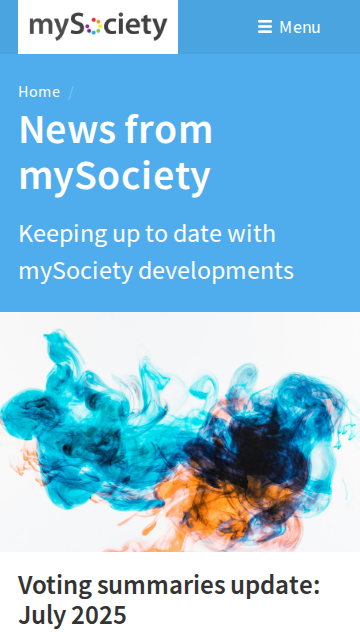 mySociety
Menu
Home /
News from
mySociety
Keeping up to date with
mySociety developments
Voting summaries update:
July 2025